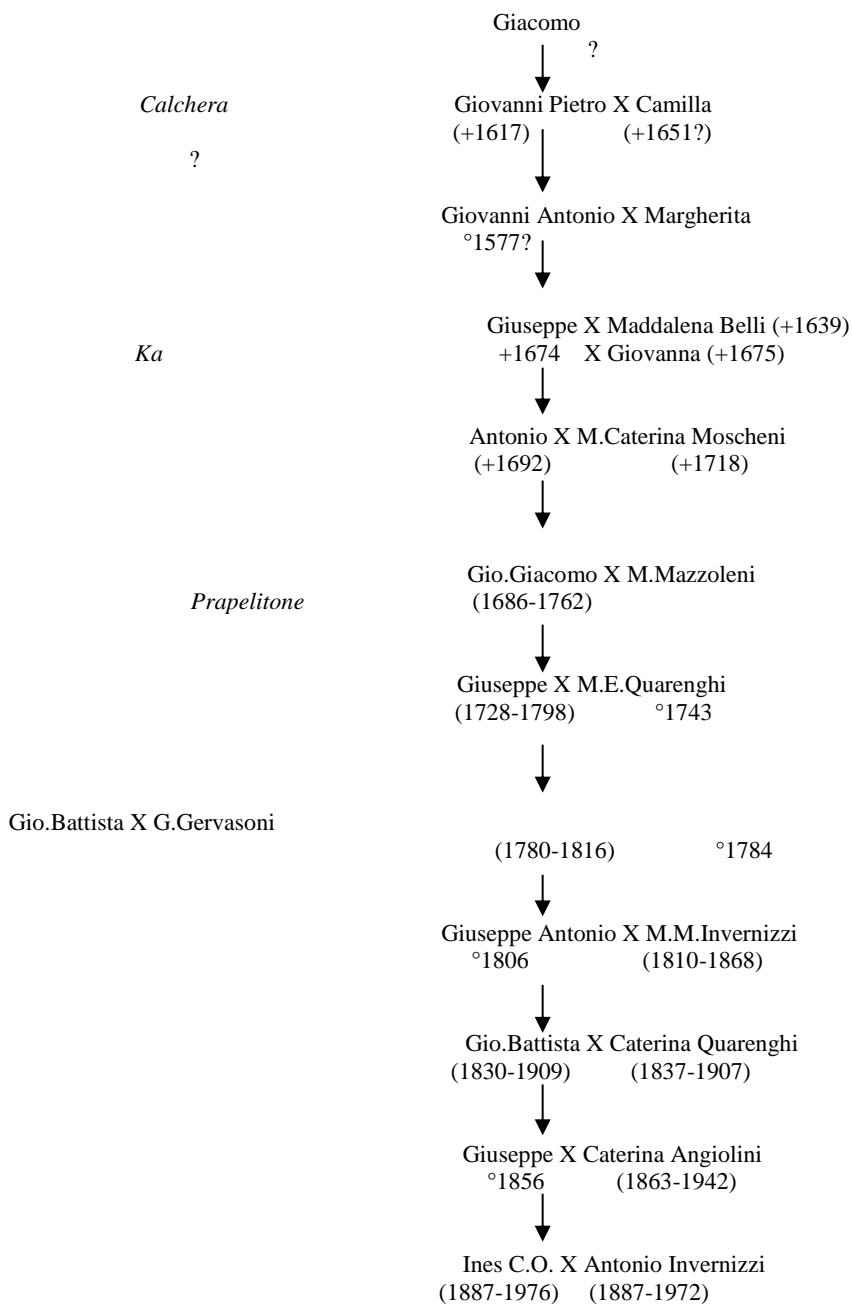 Giacomo
?
Calchera Giovanni Pietro X Camilla
(+1617) (+1651?)
?
Giovanni Antonio X Margherita
°1577?
Giuseppe X Maddalena Belli (+1639)
Ka +1674 X Giovanna (+1675)
Antonio X M.Caterina Moscheni
(+1692) (+1718)
Gio.Giacomo X M.Mazzoleni
Prapelitone (1686-1762)
Giuseppe X M.E.Quarenghi
(1728-1798) °1743
Gio.Battista X G.Gervasoni
(1780-1816) °1784
Giuseppe Antonio X M.M.Invernizzi
°1806 (1810-1868)
Gio.Battista X Caterina Quarenghi
(1830-1909) (1837-1907)
Giuseppe X Caterina Angiolini
°1856 (1863-1942)
Ines C.O. X Antonio Invernizzi
(1887-1976) (1887-1972)